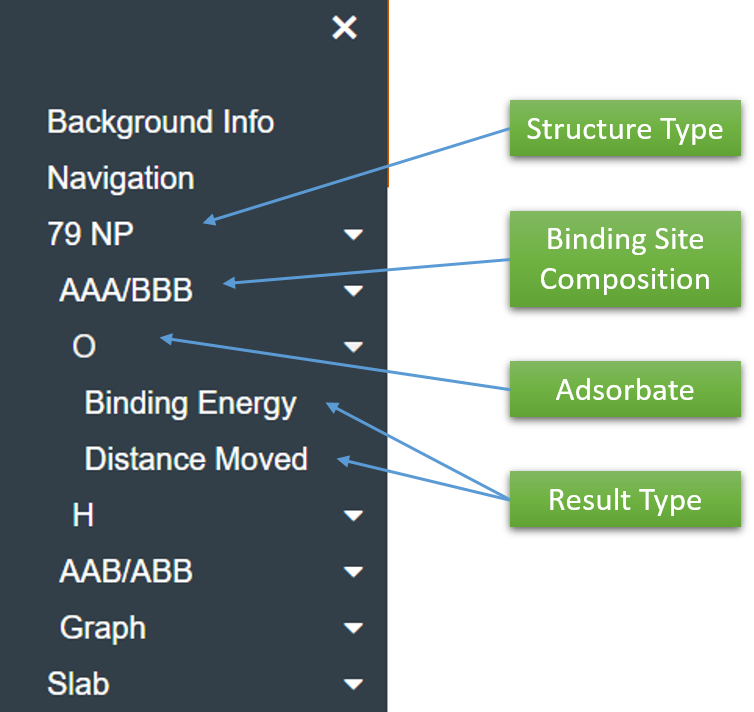 Background Info
Navigation
79 NP
AAA/BBB
O
Binding Energy
Distance Moved
H
AAB/ABB
Graph
Slab
Structure Type
Binding Site
Composition
Adsorbate
Result Type